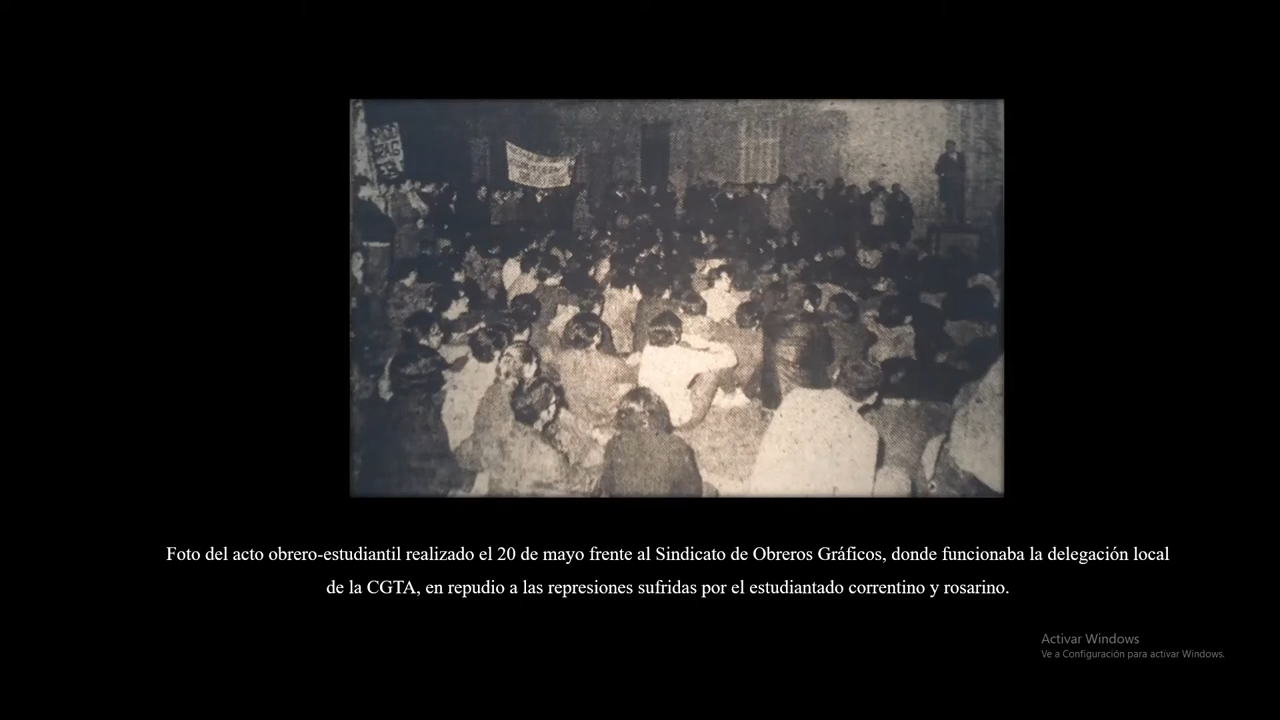 Foto del acto obrero-estudiantil realizado el 20 de mayo frente al Sindicato de Obreros Gráficos, donde funcionaba la delegación local
de la CGTA, en repudio a las represiones sufridas por el estudiantado correntino y rosarino.
Activar Windows
Ve a Configuración para activar Windows.